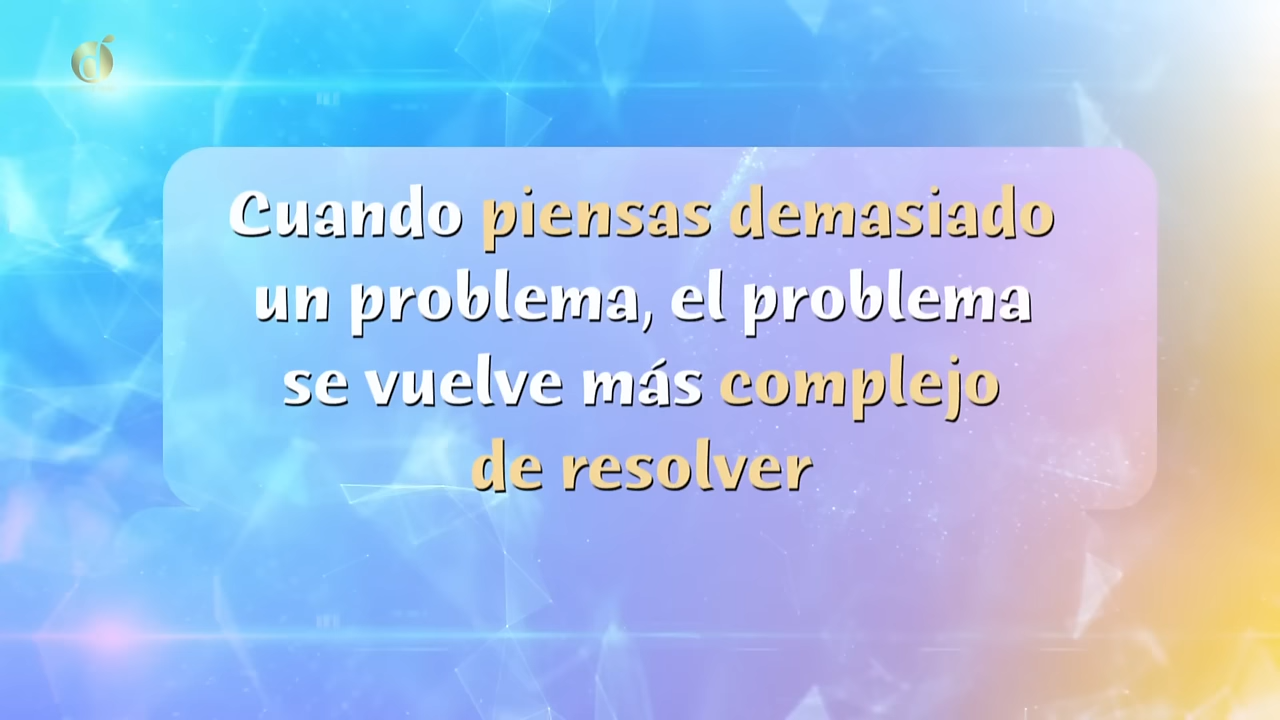 Cuando piensas demasiado
un problema, el problema
se vuelve más complejo
de resolver